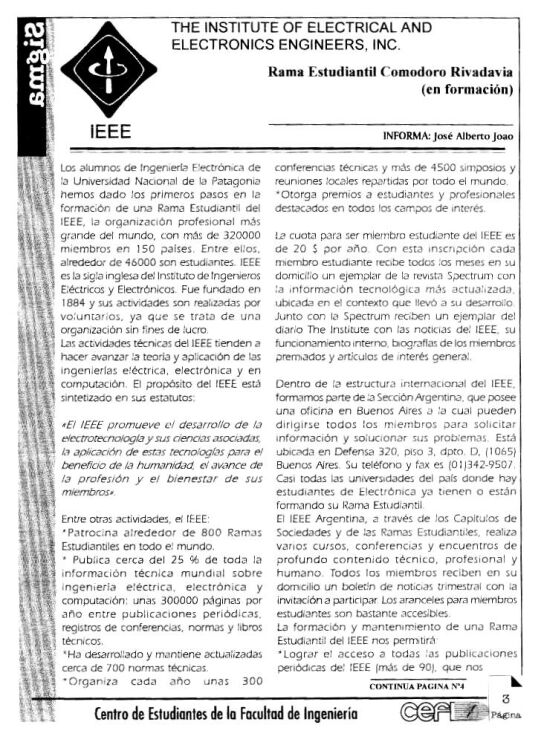 Sigma
THE INSTITUTE OF ELECTRICAL AND
ELECTRONICS ENGINEERS, INC.
Rama Estudiantil Comodoro Rivadavia
(en formación)
IEEE
INFORMA: José Alberto Joao
Los alumnos de Ingeniería Electrónica de
la Universidad Nacional de la Patagonia
hemos dado los primeros pasos en la
formación de una Rama Estudiantil del
IEEE, la organización profesional más
grande del mundo, con más de 320000
miembros en 150 países. Entre ellos,
alrededor de 46000 son estudiantes. IEEE
es la sigla inglesa del Instituto de Ingenieros
Eléctricos y Electrónicos. Fue fundado en
1884 y sus actividades son realizadas por
voluntarios, ya que se trata de una
organización sin fines de lucro.
Las actividades técnicas del IEEE tienden a
hacer avanzar la teoría y aplicación de las
ingenierías eléctrica, electrónica y en
computación. El propósito del IEEE está
sintetizado en sus estatutos:
«El IEEE promueve el desarrollo de la
electrotecnología y sus ciencias asociadas,
la aplicación de estas tecnologías para el
beneficio de la humanidad, el avance de
la profesión y el bienestar de sus
miembros».
Entre otras actividades, el IEEE:
*Patrocina alrededor de 800 Ramas
Estudiantiles en todo el mundo.
* Publica cerca del 25 % de toda la
información técnica mundial sobre
ingeniería eléctrica, electrónica y
computación: unas 300000 páginas por
año entre publicaciones periódicas,
registros de conferencias, normas y libros
técnicos.
*Ha desarrollado y mantiene actualizadas
cerca de 700 normas técnicas.
*Organiza cada año unas 300
conferencias técnicas y más de 4500 simposios y
reuniones locales repartidas por todo el mundo.
*Otorga premios a estudiantes y profesionales
destacados en todos los campos de interés.
La cuota para ser miembro estudiante del IEEE es
de 20 $ por año. Con esta inscripción cada
miembro estudiante recibe todos los meses en su
domicilio un ejemplar de la revista Spectrum con
la información tecnológica más actualizada,
ubicada en el contexto que llevó a su desarrollo.
Junto con la Spectrum reciben un ejemplar del
diario The Institute con las noticias del IEEE, su
funcionamiento interno, biografías de los miembros
premiados y artículos de interés general.
Dentro de la estructura internacional del IEEE,
formamos parte de la Sección Argentina, que posee
una oficina en Buenos Aires a la cual pueden
dirigirse todos los miembros para solicitar
información y solucionar sus problemas. Está
ubicada en Defensa 320, piso 3, dpto. D, (1065)
Buenos Aires. Su teléfono y fax es (01)342-9507.
Casi todas las universidades del país donde hay
estudiantes de Electrónica ya tienen o están
formando su Rama Estudiantil.
El IEEE Argentina, a través de los Capítulos de
Sociedades y de las Ramas Estudiantiles, realiza
varios cursos, conferencias y encuentros de
profundo contenido técnico, profesional y
humano. Todos los miembros reciben en su
domicilio un boletín de noticias trimestral con la
invitación a participar. Los aranceles para miembros
estudiantes son bastante accesibles.
La formación y mantenimiento de una Rama
Estudiantil del IEEE nos permitirá:
*Lograr el acceso a todas las publicaciones
periódicas del IEEE (más de 90), que nos
CONTINUA PAGINA Nº4
Centro de Estudiantes de la Facultad de Ingeniería
CEFI
3
Página